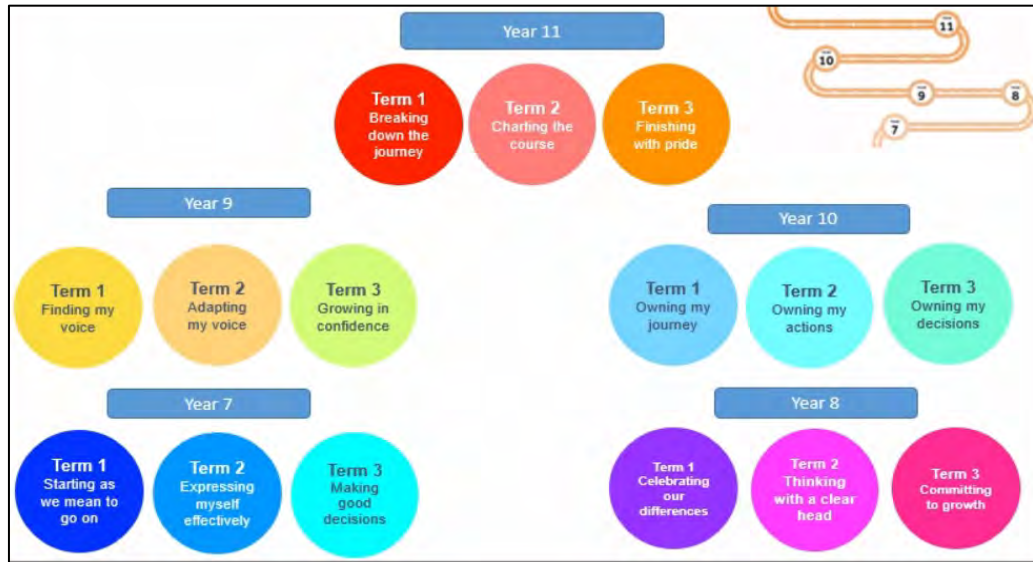 Year 11
Term 1
Breaking
down the
journey
Term 2
Charting the
course
Term 3
Finishing
with pride
11
10
9
8
7
Year 9
Term 1
Finding my
voice
Term 2
Adapting
my voice
Term 3
Growing in
confidence
Year 10
Term 1
Owning my
journey
Term 2
Owning my
actions
Term 3
Owning my
decisions
Year 7
Term 1
Starting as
we mean to
go on
Term 2
Expressing
myself
effectively
Term 3
Making
good
decisions
Year 8
Term 1
Celebrating
our
differences
Term 2
Thinking
with a clear
head
Term 3
Committing
to growth